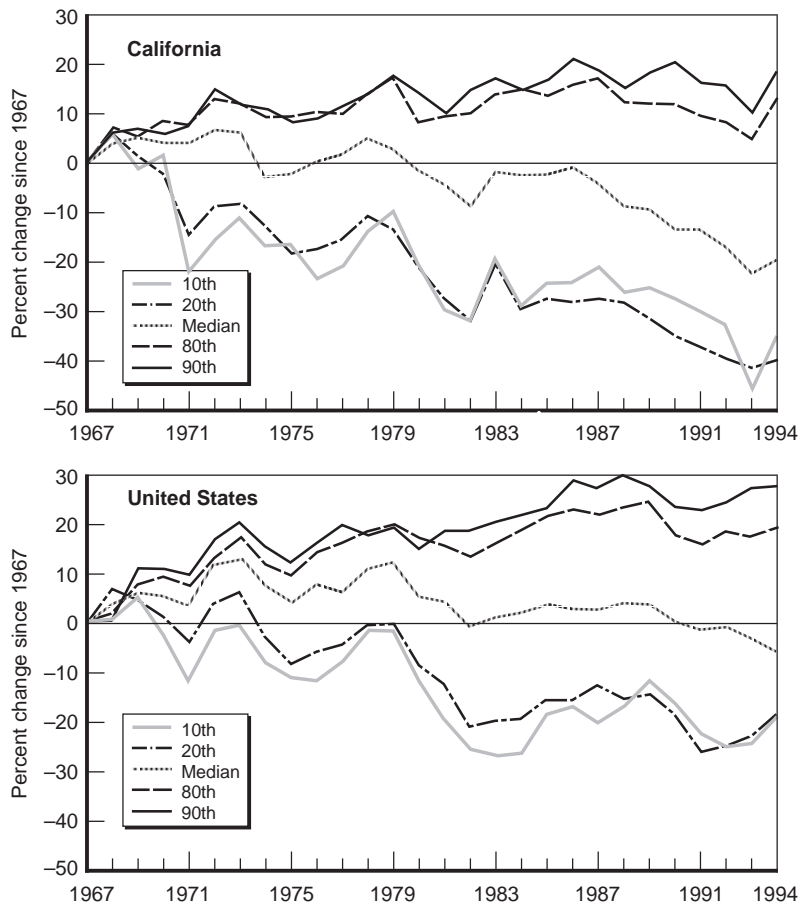 30
California
20
10
0
–10
–20
–30
–40
–50
Percent change since 1967
10th
20th
Median
80th
90th
1967 1971 1975 1979 1983 1987 1991 1994
30
United States
20
10
0
–10
–20
–30
–40
–50
Percent change since 1967
10th
20th
Median
80th
90th
1967 1971 1975 1979 1983 1987 1991 1994